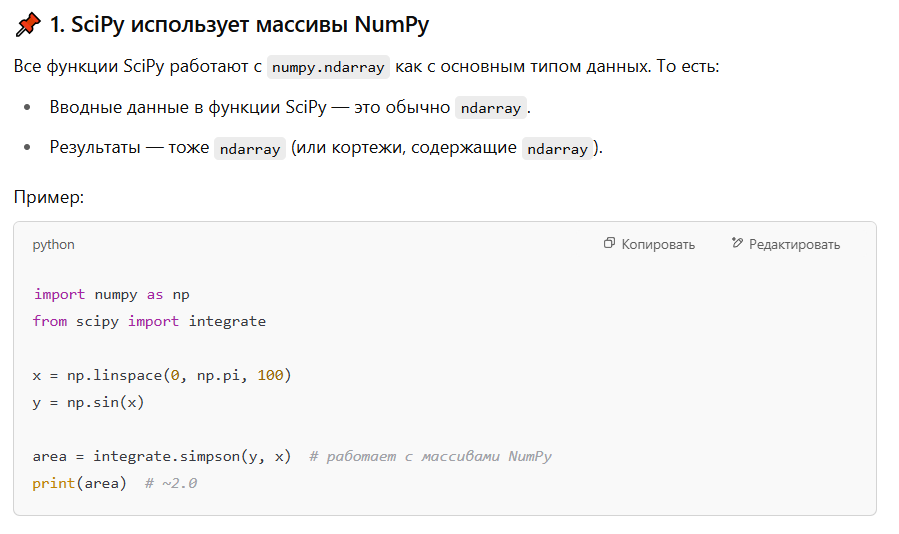 📌 1. SciPy использует массивы NumPy
Все функции SciPy работают с numpy.ndarray как с основным типом данных. То есть:
• Вводные данные в функции SciPy — это обычно ndarray.
• Результаты — тоже ndarray (или кортежи, содержащие ndarray).
Пример:
python
Копировать
Редактировать
import numpy as np
from scipy import integrate
x = np.linspace(0, np.pi, 100)
y = np.sin(x)
area = integrate.simpson(y, x)  # работает с массивами NumPy
print(area)  # ~2.0